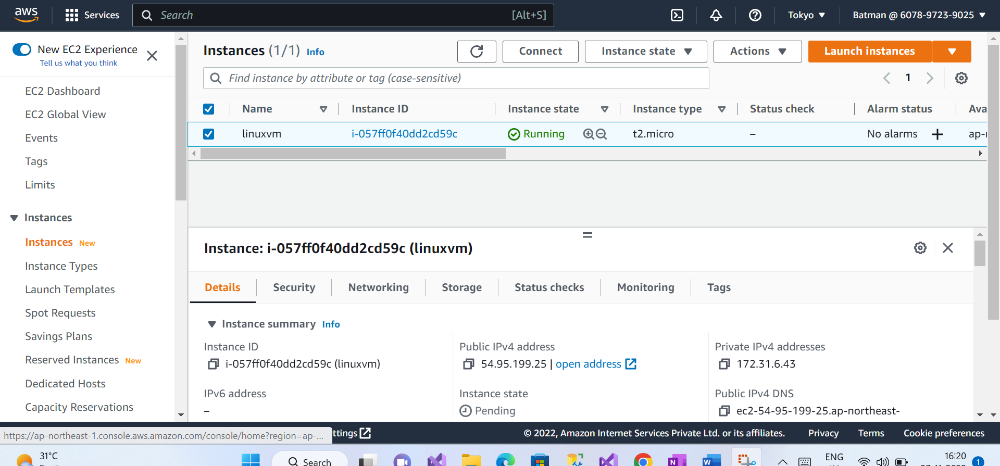 aws
Services
Search
[Alt+S]
Tokyo
Batman @ 6078-9723-9025
New EC2 Experience
Tell us what you think
EC2 Dashboard
EC2 Global View
Events
Tags
Limits
Instances
Instances New
Instance Types
Launch Templates
Spot Requests
Savings Plans
Reserved Instances New
Dedicated Hosts
Capacity Reservations
Instances (1/1) Info
Connect
Instance state
Actions
Launch instances
Find instance by attribute or tag (case-sensitive)
1
Name Instance ID Instance state Instance type Status check Alarm status Ava
linuxvm i-057ff0f40dd2cd59c Running t2.micro – No alarms + ap-
Instance: i-057ff0f40dd2cd59c (linuxvm)
Details Security Networking Storage Status checks Monitoring Tags
Instance summary Info
Instance ID
i-057ff0f40dd2cd59c (linuxvm)
Public IPv4 address
54.95.199.25 | open address
Private IPv4 addresses
172.31.6.43
IPv6 address
–
Instance state
Pending
Public IPv4 DNS
ec2-54-95-199-25.ap-northeast-
https://ap-northeast-1.console.aws.amazon.com/console/home?region=ap-...
ttings
© 2022, Amazon Internet Services Private Ltd. or its affiliates.
Privacy
Terms
Cookie preferences
31°C
Search
ENG
16:20
1